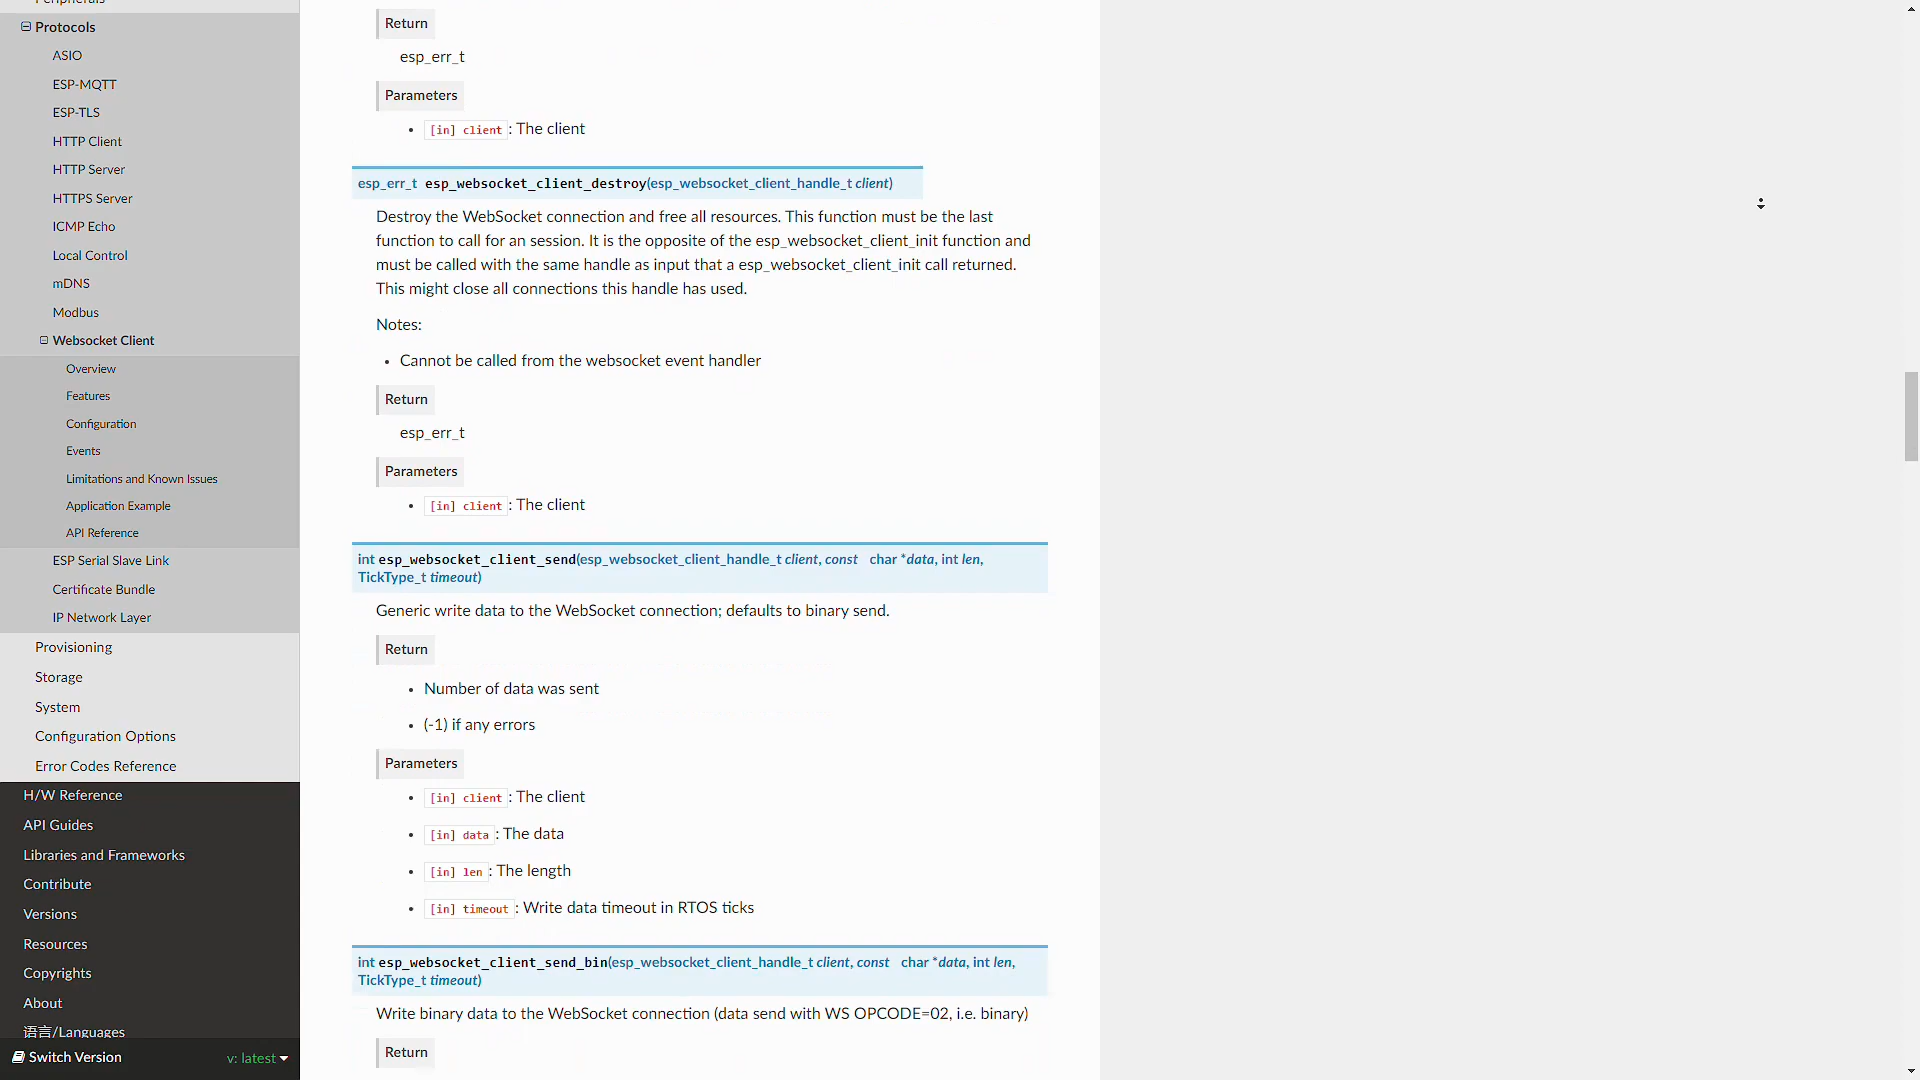 Peripherals
Protocols
ASIO
ESP-MQTT
ESP-TLS
HTTP Client
HTTP Server
HTTPS Server
ICMP Echo
Local Control
mDNS
Modbus
Websocket Client
Overview
Features
Configuration
Events
Limitations and Known Issues
Application Example
API Reference
ESP Serial Slave Link
Certificate Bundle
IP Network Layer
Provisioning
Storage
System
Configuration Options
Error Codes Reference
H/W Reference
API Guides
Libraries and Frameworks
Contribute
Versions
Resources
Copyrights
About
语言/Languages
Switch Version v: latest
Return
esp_err_t
Parameters
[in] client: The client
esp_err_t esp_websocket_client_destroy(esp_websocket_client_handle_t client)
Destroy the WebSocket connection and free all resources. This function must be the last
function to call for an session. It is the opposite of the esp_websocket_client_init function and
must be called with the same handle as input that a esp_websocket_client_init call returned.
This might close all connections this handle has used.
Notes:
Cannot be called from the websocket event handler
Return
esp_err_t
Parameters
[in] client: The client
int esp_websocket_client_send(esp_websocket_client_handle_t client, const char *data, int len,
TickType_t timeout)
Generic write data to the WebSocket connection; defaults to binary send.
Return
Number of data was sent
(-1) if any errors
Parameters
[in] client: The client
[in] data: The data
[in] len: The length
[in] timeout: Write data timeout in RTOS ticks
int esp_websocket_client_send_bin(esp_websocket_client_handle_t client, const char *data, int len,
TickType_t timeout)
Write binary data to the WebSocket connection (data send with WS OPCODE=02, i.e. binary)
Return